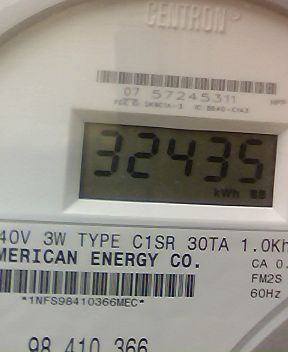 CENTRON
07 57245311
32435
kWh
40V 3W TYPE C1SR 30TA 1.0Kh
MERICAN ENERGY CO.
CA 0.
FM2S
*1NFS98410366MEC*
60Hz
98 410 366